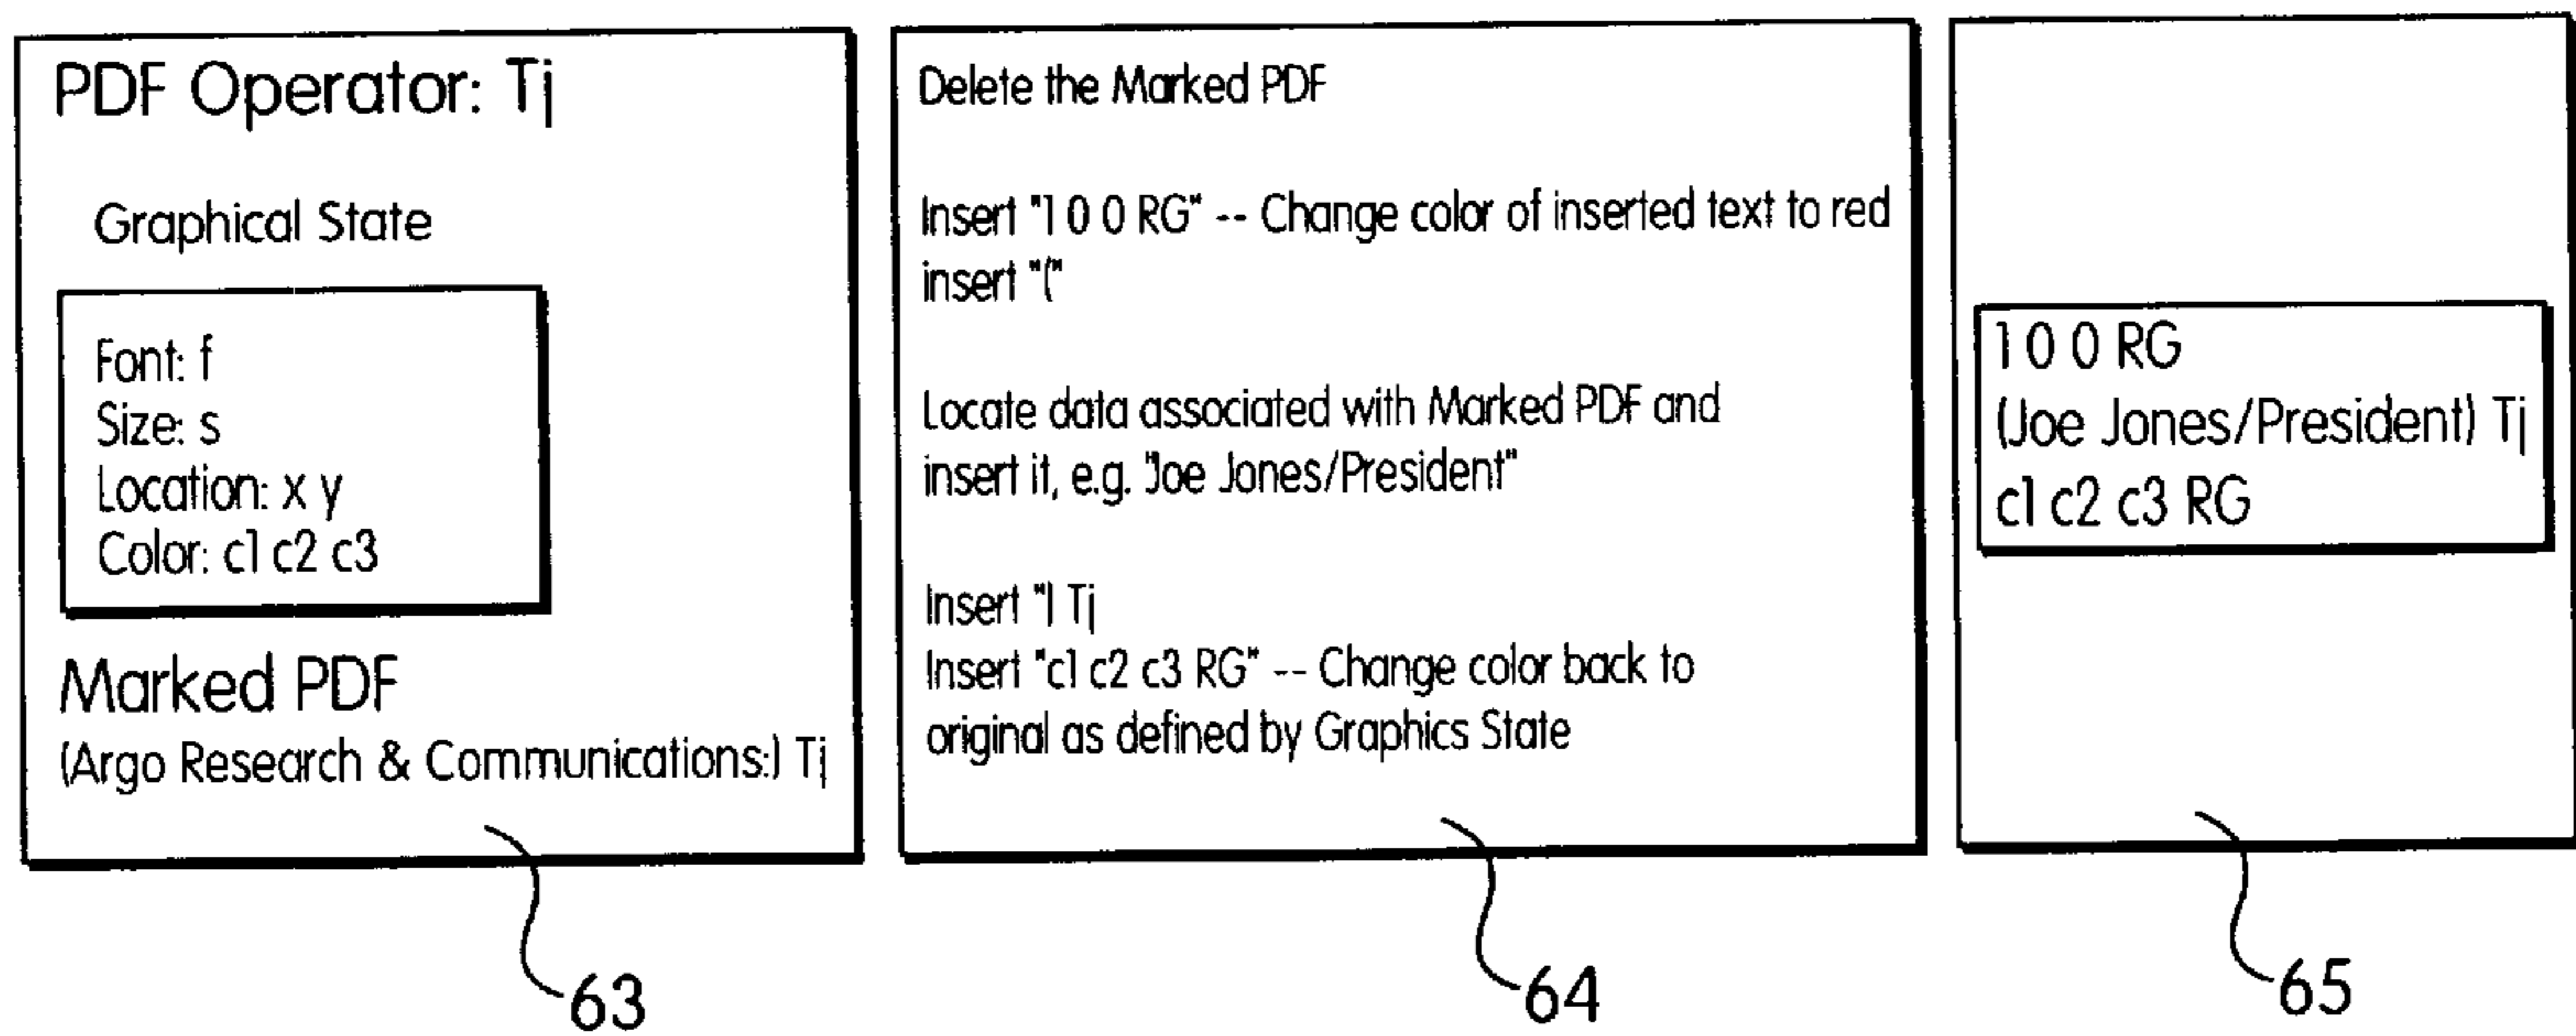 PDF Operator: Tj
Graphical State
Font: f
Size: s
Location: x y
Color: c1 c2 c3
Marked PDF
(Argo Research & Communications:) Tj
63
Delete the Marked PDF
Insert "1 0 0 RG" -- Change color of inserted text to red
insert "("
Locate data associated with Marked PDF and
insert it, e.g. "Joe Jones/President"
Insert ") Tj
Insert "c1 c2 c3 RG" -- Change color back to
original as defined by Graphics State
64
1 0 0 RG
(Joe Jones/President) Tj
c1 c2 c3 RG
65